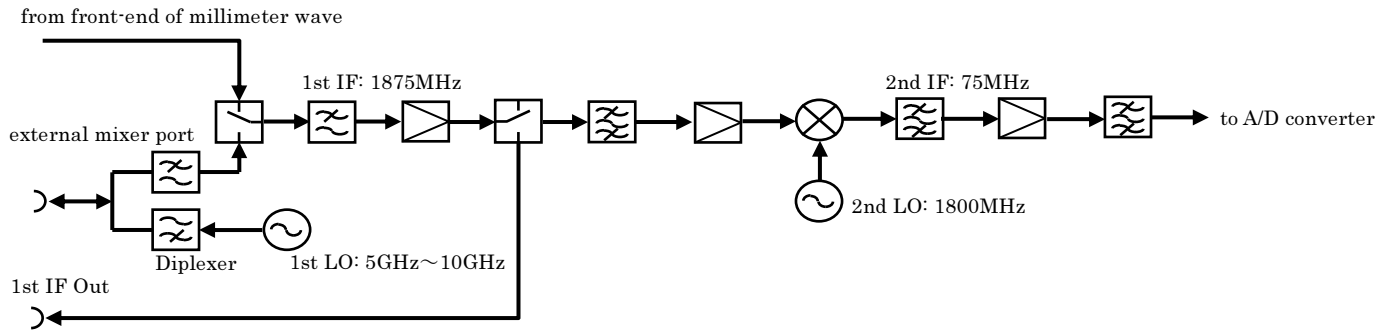 from front-end of millimeter wave
1st IF: 1875MHz
2nd IF: 75MHz
to A/D converter
external mixer port
2nd LO: 1800MHz
Diplexer
1st LO: 5GHz～10GHz
1st IF Out